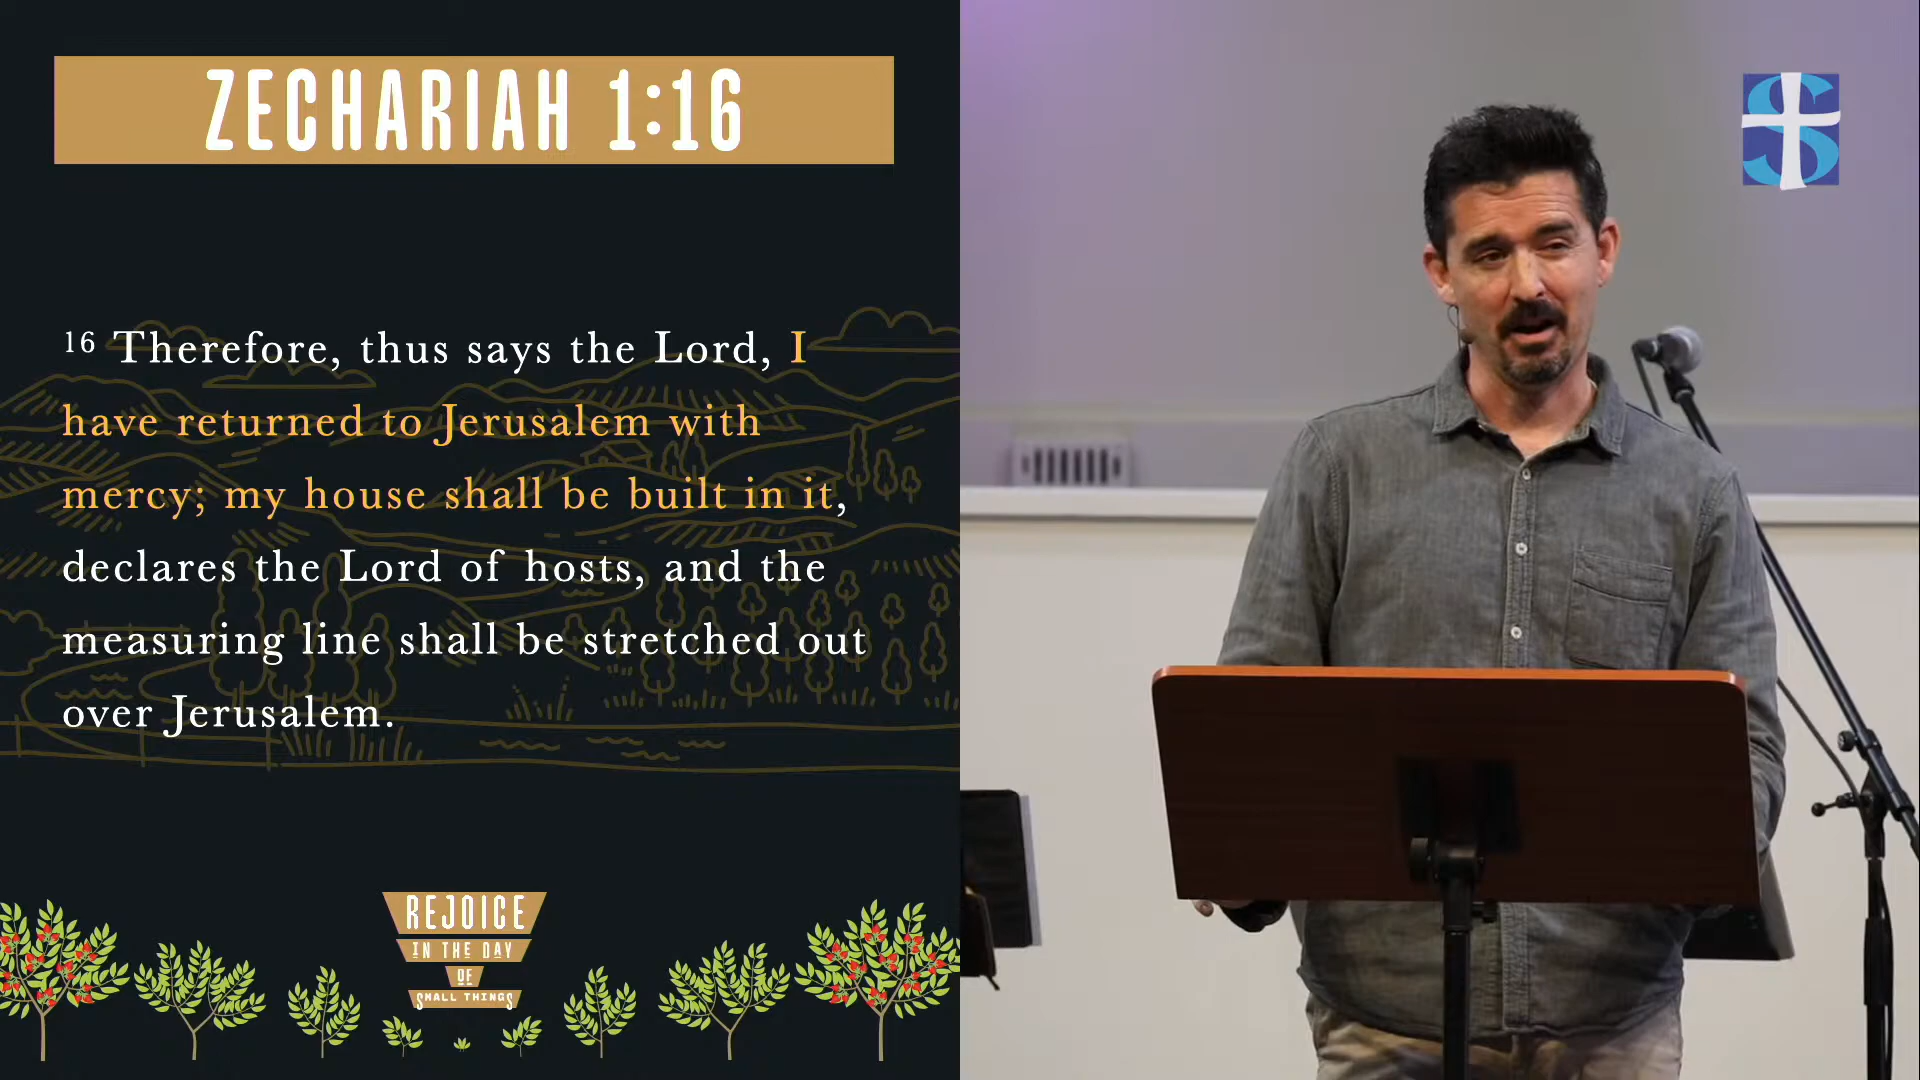 ZECHARIAH 1:16
16 Therefore, thus says the Lord, I
have returned to Jerusalem with
mercy; my house shall be built in it,
declares the Lord of hosts, and the
measuring line shall be stretched out
over Jerusalem.
REJOICE
IN THE DAY
OF
SMALL THINGS
S